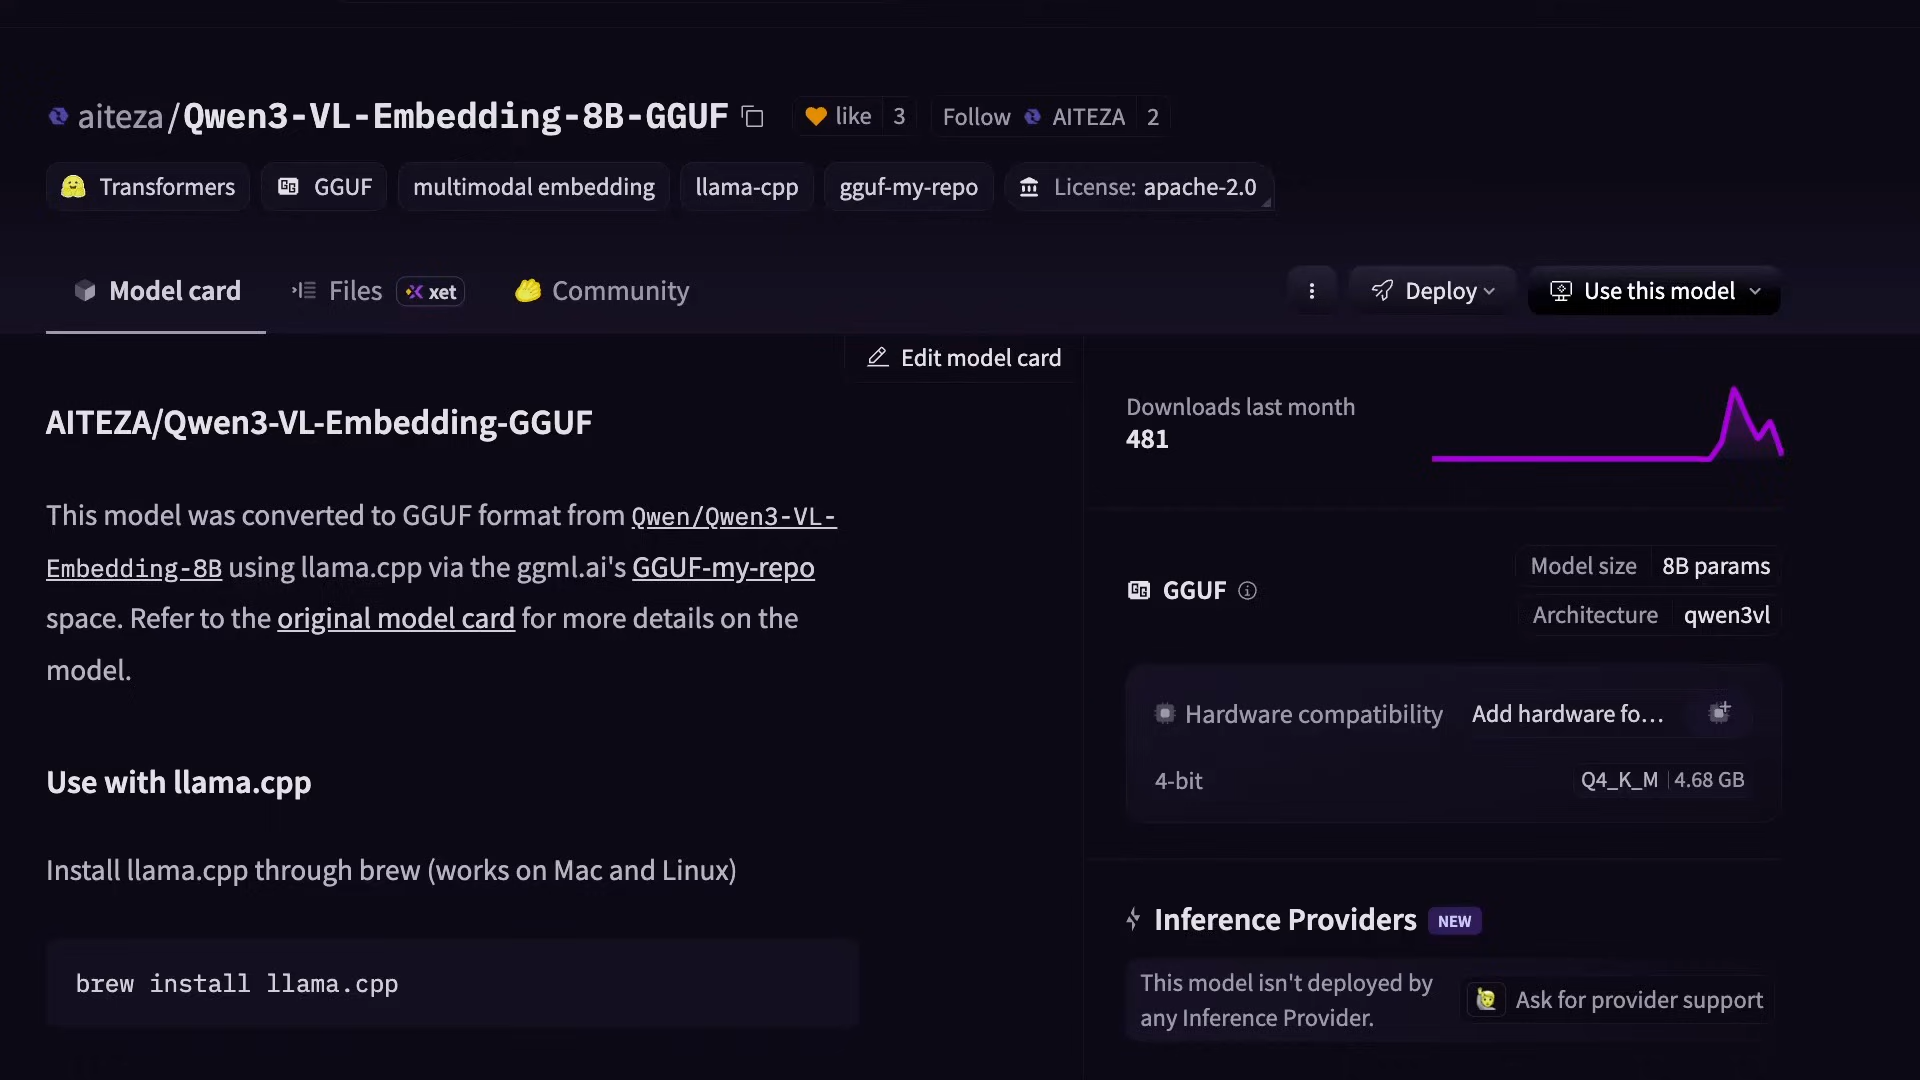 aiteza/Qwen3-VL-Embedding-8B-GGUF like 3 Follow AITEZA 2
Transformers GGUF multimodal embedding llama-cpp gguf-my-repo License: apache-2.0
Model card Files xet Community Deploy Use this model
Edit model card
AITEZA/Qwen3-VL-Embedding-GGUF
This model was converted to GGUF format from Qwen/Qwen3-VL-
Embedding-8B using llama.cpp via the ggml.ai's GGUF-my-repo
space. Refer to the original model card for more details on the
model.
Use with llama.cpp
Install llama.cpp through brew (works on Mac and Linux)
brew install llama.cpp
Downloads last month
481
GGUF
Model size 8B params
Architecture qwen3vl
Hardware compatibility Add hardware fo…
4-bit Q4_K_M 4.68 GB
Inference Providers NEW
This model isn't deployed by
any Inference Provider.
Ask for provider support